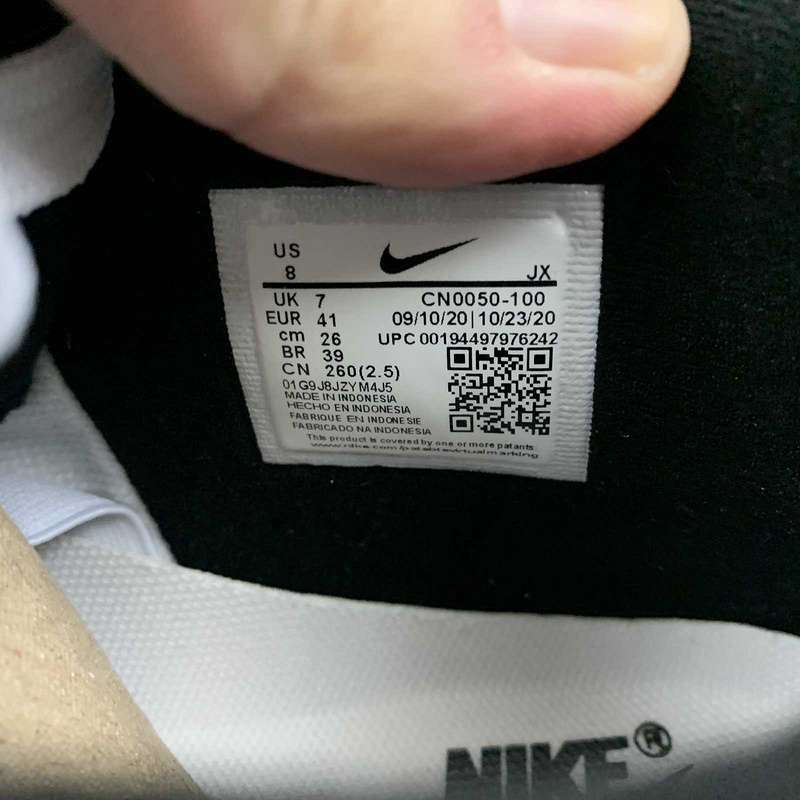 US
8
JX
UK 7
CN0050-100
EUR 41
09/10/20|10/23/20
cm 26
UPC 00194497976242
BR 39
CN 260(2.5)
01G9J8JZYM4J5
MADE IN INDONESIA
HECHO EN INDONESIA
FABRIQUE EN INDONESIE
FABRICADO NA INDONESIA
This product is covered by one or more patents.
NIKE®